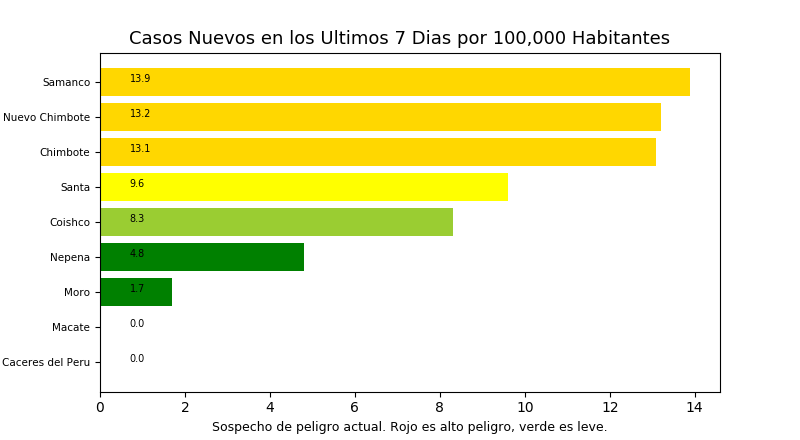 Casos Nuevos en los Ultimos 7 Dias por 100,000 Habitantes
Samanco 13.9
Nuevo Chimbote 13.2
Chimbote 13.1
Santa 9.6
Coishco 8.3
Nepena 4.8
Moro 1.7
Macate 0.0
Caceres del Peru 0.0
0 2 4 6 8 10 12 14
Sospecho de peligro actual. Rojo es alto peligro, verde es leve.